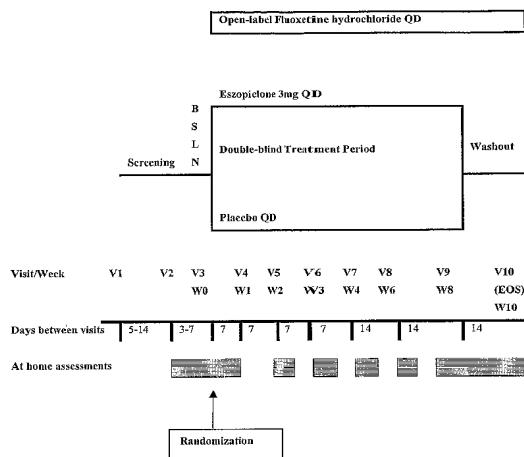 Open-label Fluoxetine hydrochloride QD
Eszopiclone 3mg QD
B
S
L
N
Double-blind Treatment Period
Washout
Screening
Placebo QD
Visit/Week V1 V2 V3 V4 V5 V6 V7 V8 V9 V10
W0 W1 W2 W3 W4 W6 W8 (EOS)
W10
Days between visits 5-14 3-7 7 7 7 7 14 14 14
At home assessments
Randomization